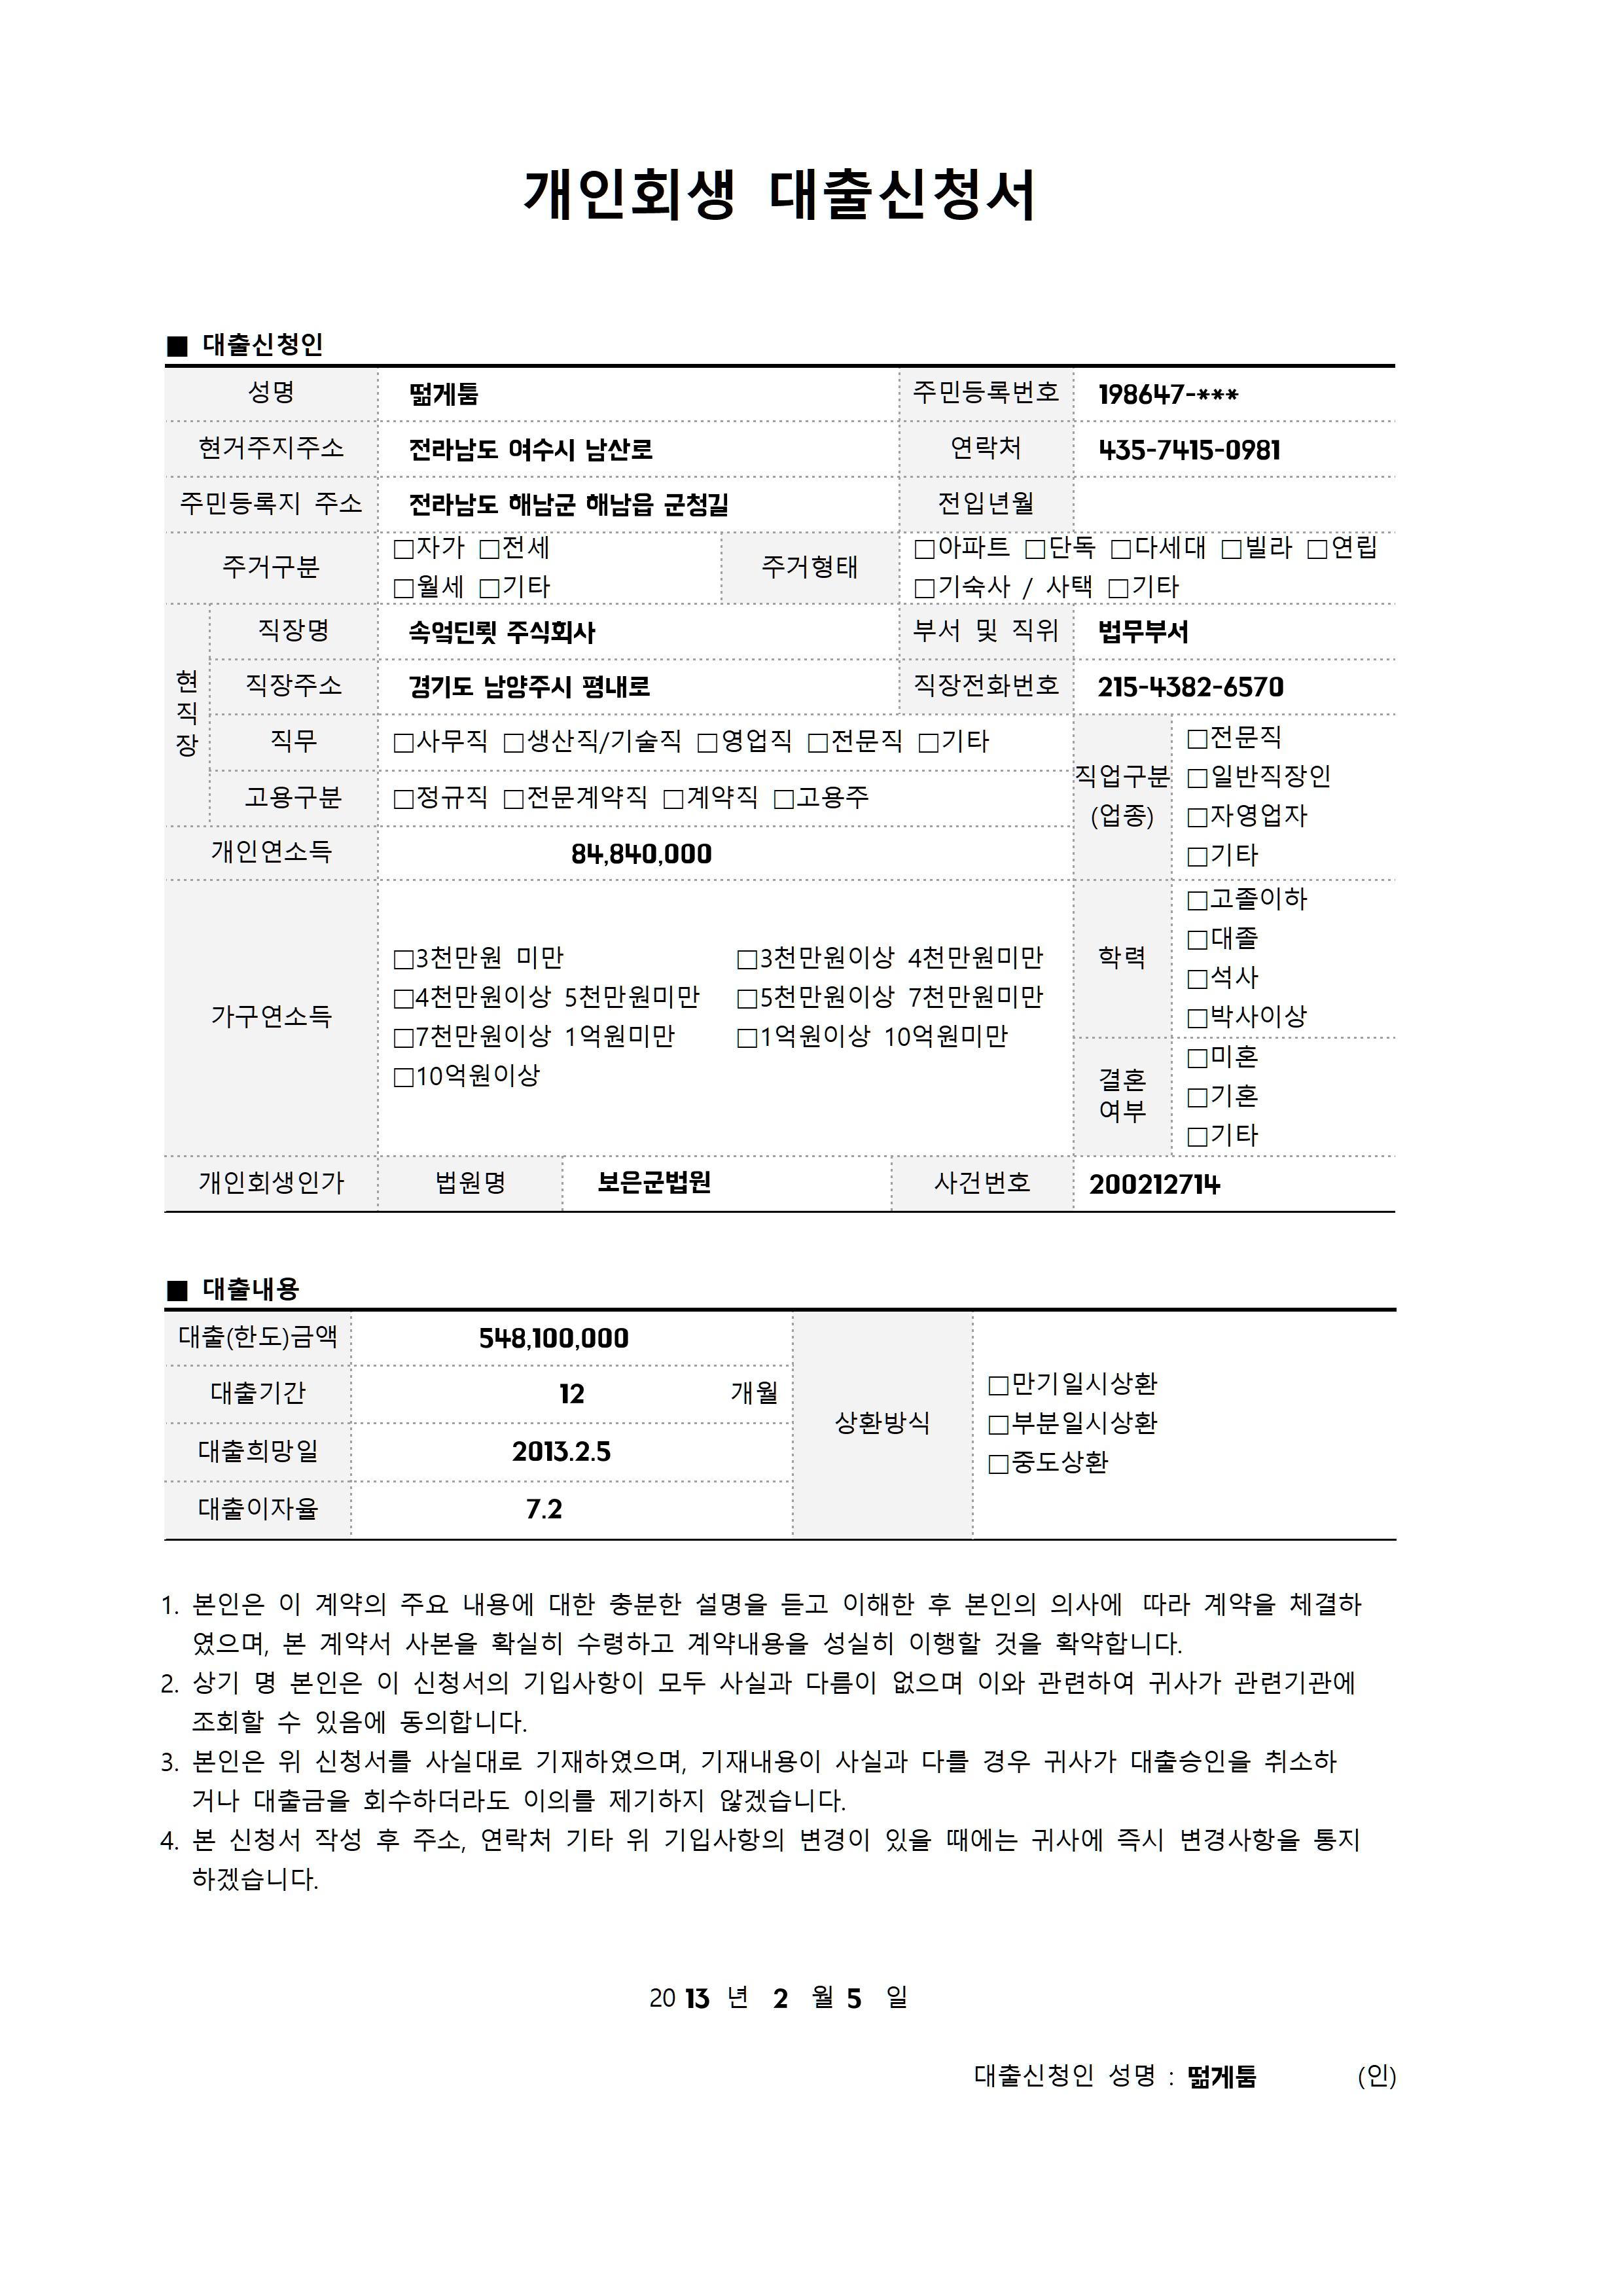 개인회생 대출신청서
■ 대출신청인
성명 떪게툼 주민등록번호 198647-***
현거주지주소 전라남도 여수시 남산로 연락처 435-7415-0981
주민등록지 주소 전라남도 해남군 해남읍 군청길 전입년월
주거구분 □자가 □전세 □월세 □기타 주거형태 □아파트 □단독 □다세대 □빌라 □연립 □기숙사 / 사택 □기타
현직장
직장명 속엌딘룃 주식회사 부서 및 직위 법무부서
직장주소 경기도 남양주시 평내로 직장전화번호 215-4382-6570
직무 □사무직 □생산직/기술직 □영업직 □전문직 □기타
고용구분 □정규직 □전문계약직 □계약직 □고용주
직업구분 (업종) □전문직 □일반직장인 □자영업자 □기타
개인연소득 84,840,000
가구연소득
□3천만원 미만 □3천만원이상 4천만원미만
□4천만원이상 5천만원미만 □5천만원이상 7천만원미만
□7천만원이상 1억원미만 □1억원이상 10억원미만
□10억원이상
학력 □고졸이하 □대졸 □석사 □박사이상
결혼여부 □미혼 □기혼 □기타
개인회생인가 법원명 보은군법원 사건번호 200212714
■ 대출내용
대출(한도)금액 548,100,000
대출기간 12 개월
대출희망일 2013.2.5
대출이자율 7.2
상환방식 □만기일시상환 □부분일시상환 □중도상환
1. 본인은 이 계약의 주요 내용에 대한 충분한 설명을 듣고 이해한 후 본인의 의사에 따라 계약을 체결하
였으며, 본 계약서 사본을 확실히 수령하고 계약내용을 성실히 이행할 것을 확약합니다.
2. 상기 명 본인은 이 신청서의 기입사항이 모두 사실과 다름이 없으며 이와 관련하여 귀사가 관련기관에
조회할 수 있음에 동의합니다.
3. 본인은 위 신청서를 사실대로 기재하였으며, 기재내용이 사실과 다를 경우 귀사가 대출승인을 취소하
거나 대출금을 회수하더라도 이의를 제기하지 않겠습니다.
4. 본 신청서 작성 후 주소, 연락처 기타 위 기입사항의 변경이 있을 때에는 귀사에 즉시 변경사항을 통지
하겠습니다.
2013 년 2 월 5 일
대출신청인 성명 : 떪게툼 (인)